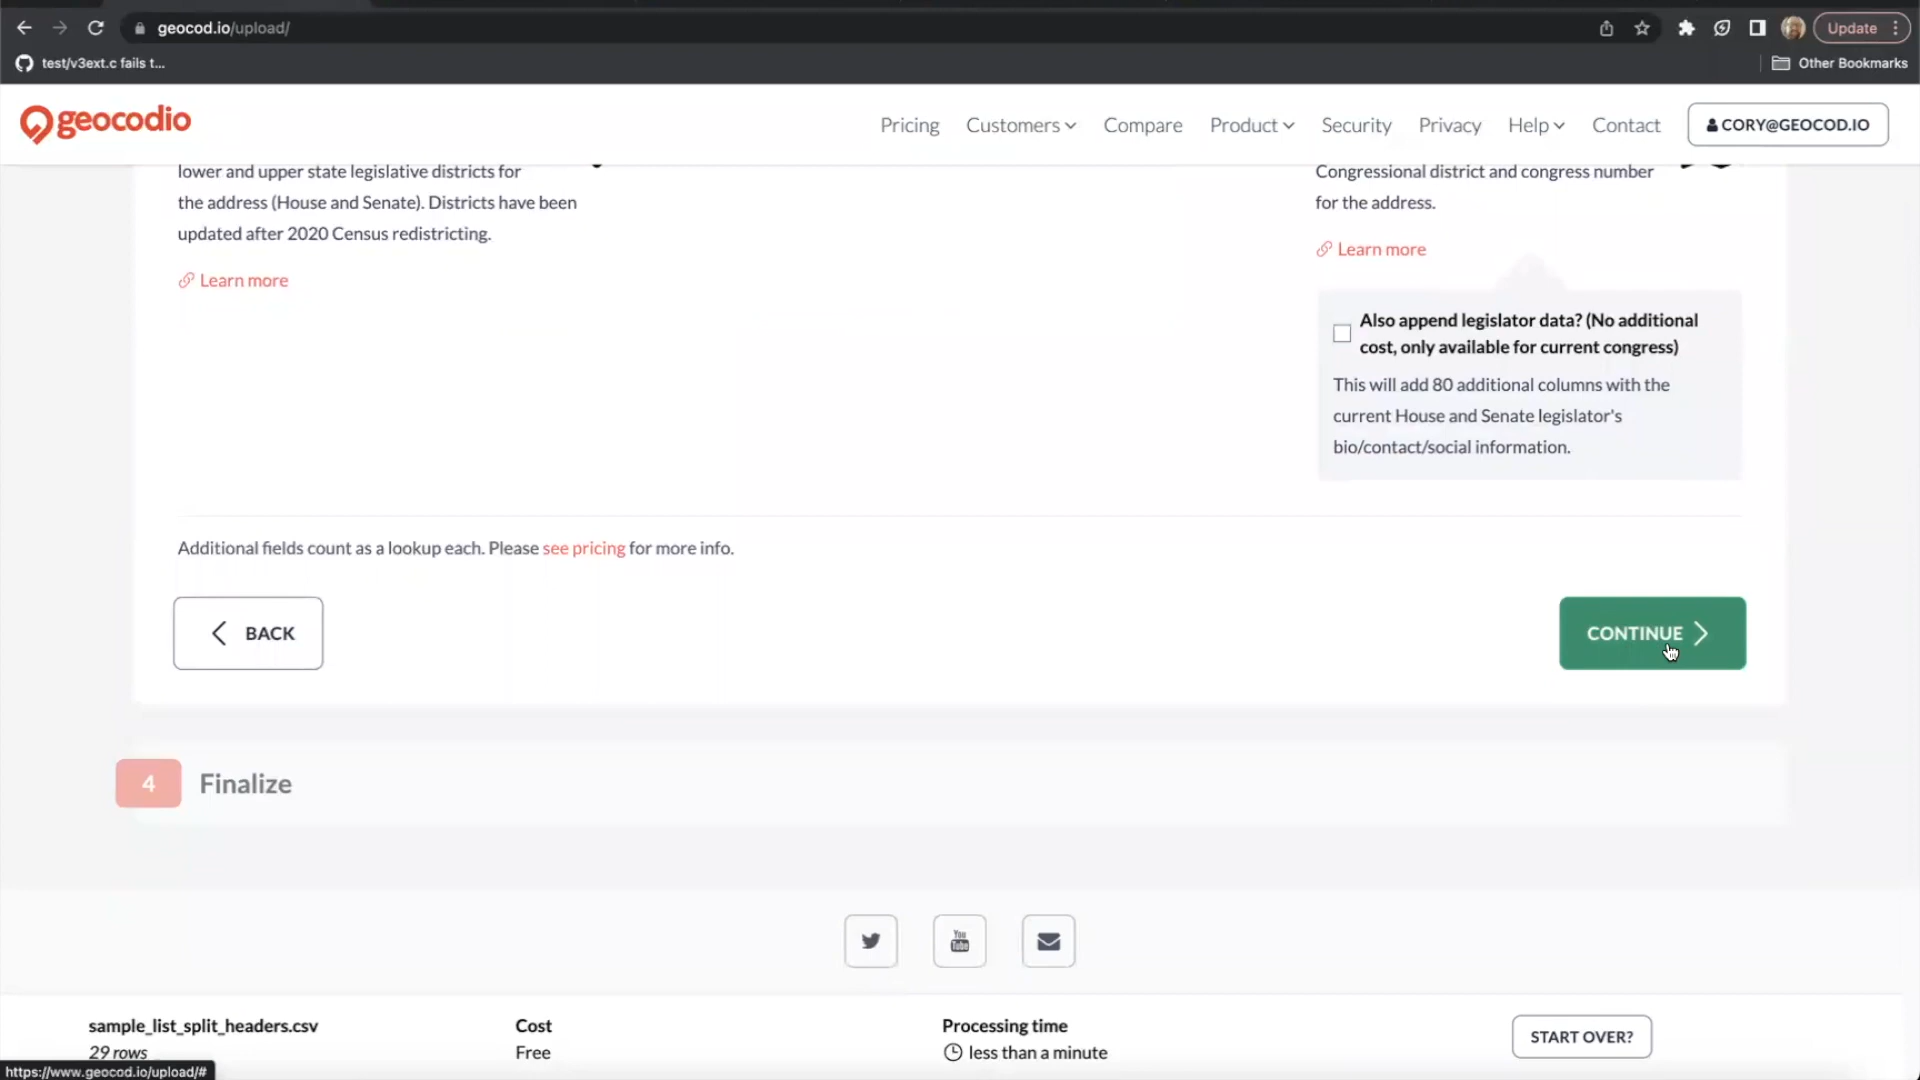 geocod.io/upload/
Update
test/v3ext.c fails t...
Other Bookmarks
geocodio
Pricing
Customers
Compare
Product
Security
Privacy
Help
Contact
CORY@GEOCOD.IO
lower and upper state legislative districts for
the address (House and Senate). Districts have been
updated after 2020 Census redistricting.
Learn more
Congressional district and congress number
for the address.
Learn more
Also append legislator data? (No additional
cost, only available for current congress)
This will add 80 additional columns with the
current House and Senate legislator's
bio/contact/social information.
Additional fields count as a lookup each. Please see pricing for more info.
BACK
CONTINUE
4 Finalize
You
Tube
sample_list_split_headers.csv
29 rows
Cost
Free
Processing time
less than a minute
START OVER?
https://www.geocod.io/upload/#